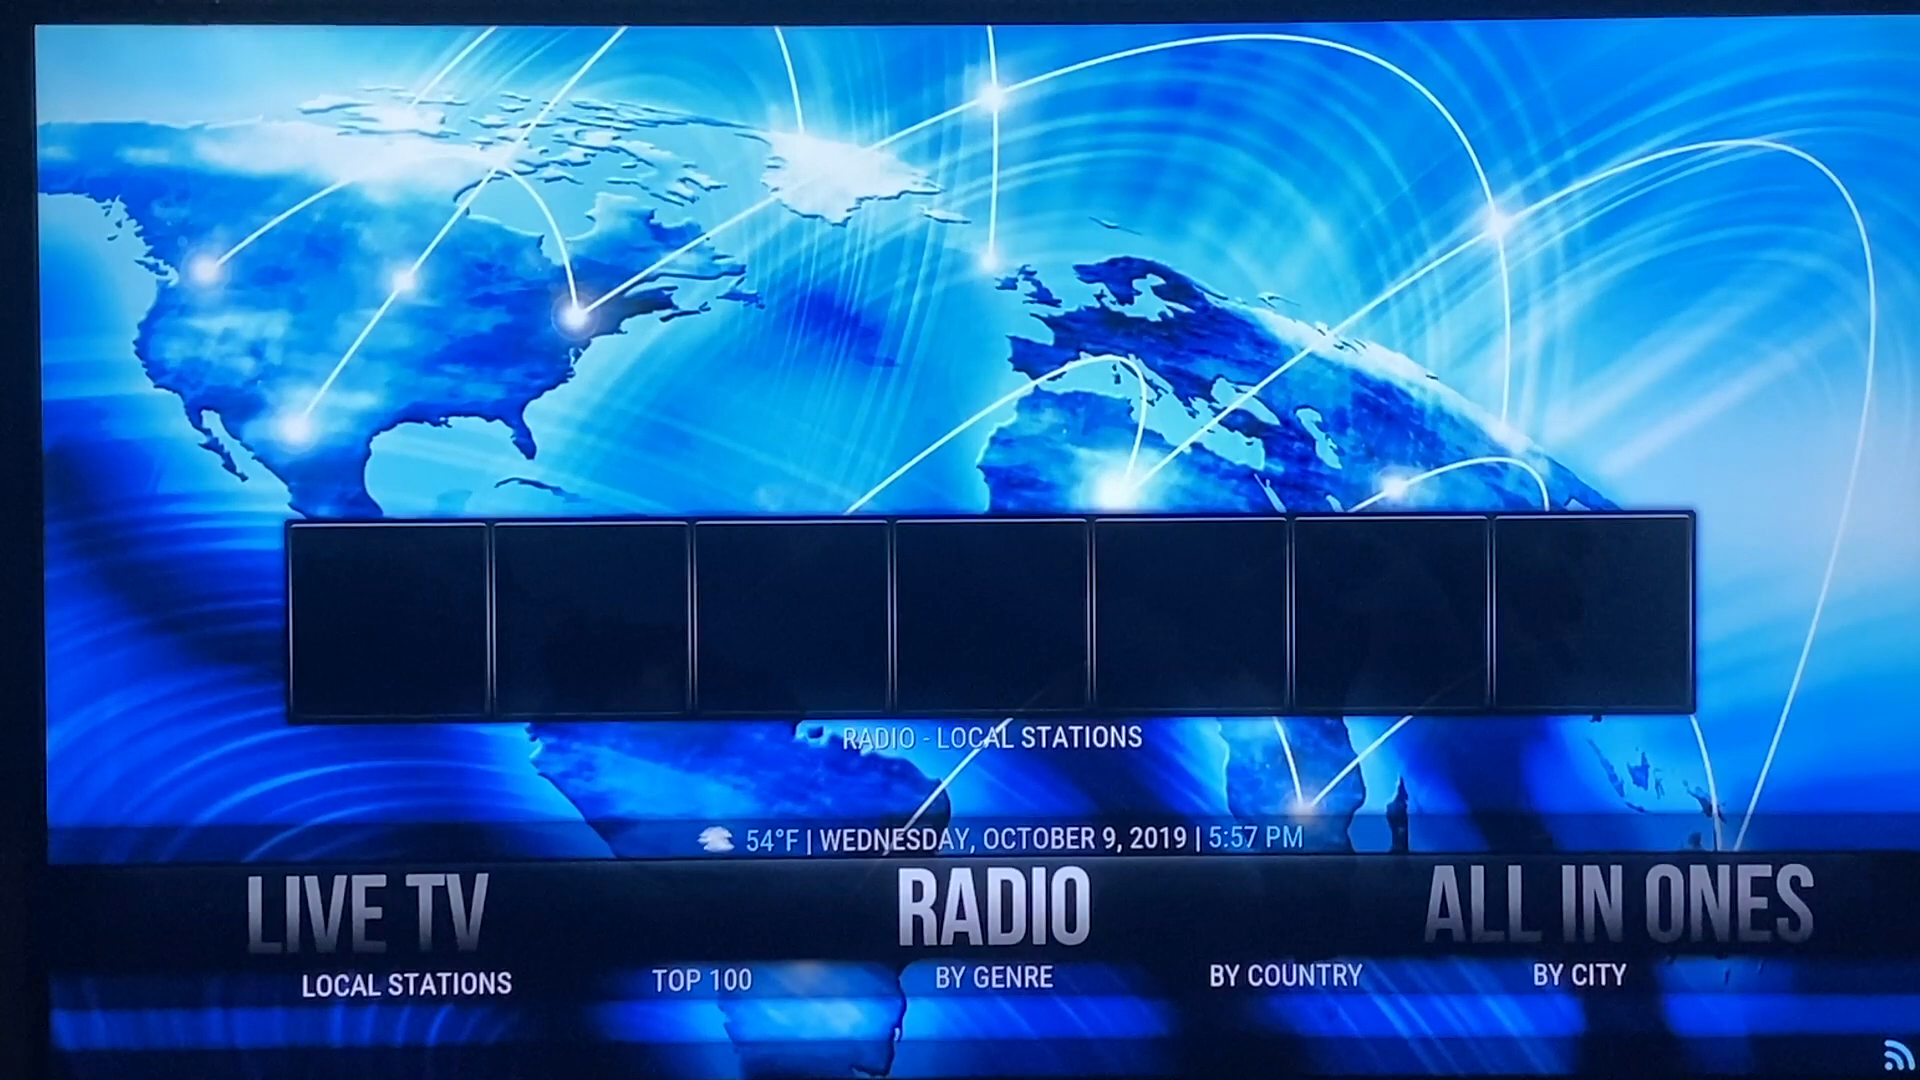 RADIO - LOCAL STATIONS
54°F | WEDNESDAY, OCTOBER 9, 2019 | 5:57 PM
LIVE TV RADIO ALL IN ONES
LOCAL STATIONS TOP 100 BY GENRE BY COUNTRY BY CITY